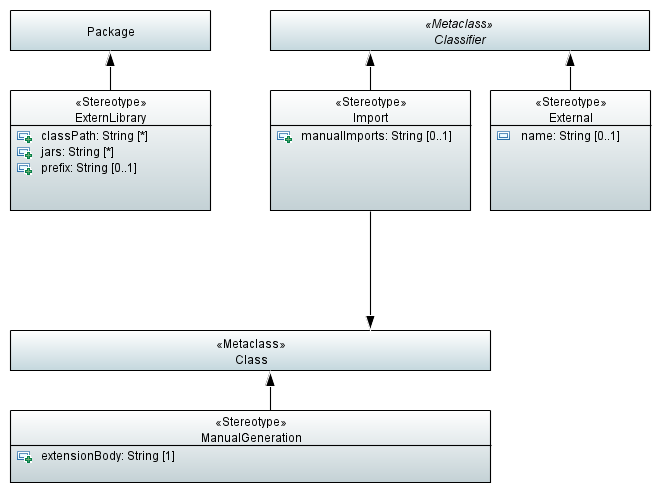 Package
«Metaclass»
Classifier
«Stereotype»
ExternLibrary
classPath: String [*]
jars: String [*]
prefix: String [0..1]
«Stereotype»
Import
manualImports: String [0..1]
«Stereotype»
External
name: String [0..1]
«Metaclass»
Class
«Stereotype»
ManualGeneration
extensionBody: String [1]